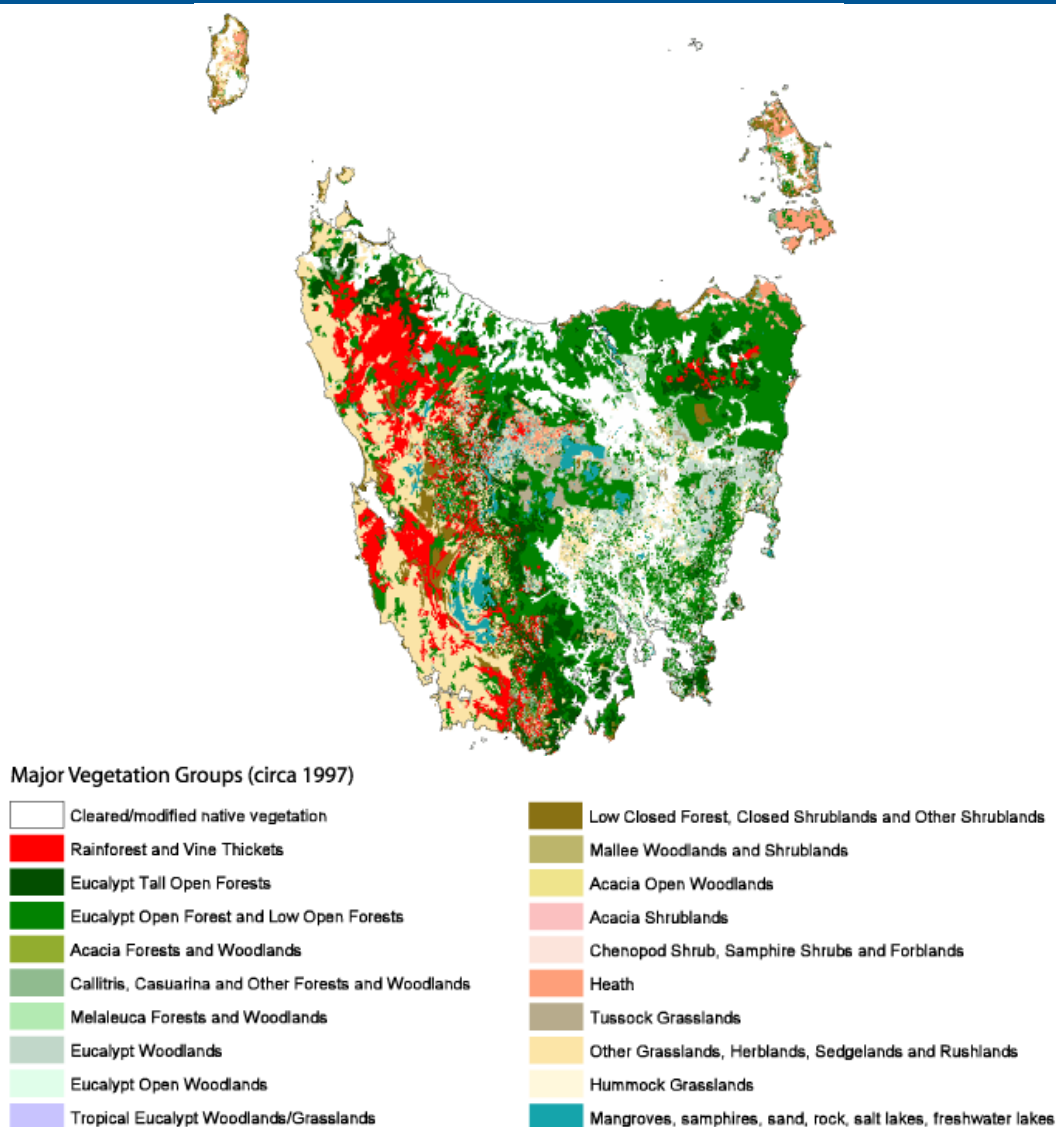 Major Vegetation Groups (circa 1997)
Cleared/modified native vegetation
Rainforest and Vine Thickets
Eucalypt Tall Open Forests
Eucalypt Open Forest and Low Open Forests
Acacia Forests and Woodlands
Callitris, Casuarina and Other Forests and Woodlands
Melaleuca Forests and Woodlands
Eucalypt Woodlands
Eucalypt Open Woodlands
Tropical Eucalypt Woodlands/Grasslands
Low Closed Forest, Closed Shrublands and Other Shrublands
Mallee Woodlands and Shrublands
Acacia Open Woodlands
Acacia Shrublands
Chenopod Shrub, Samphire Shrubs and Forblands
Heath
Tussock Grasslands
Other Grasslands, Herblands, Sedgelands and Rushlands
Hummock Grasslands
Mangroves, samphires, sand, rock, salt lakes, freshwater lakes